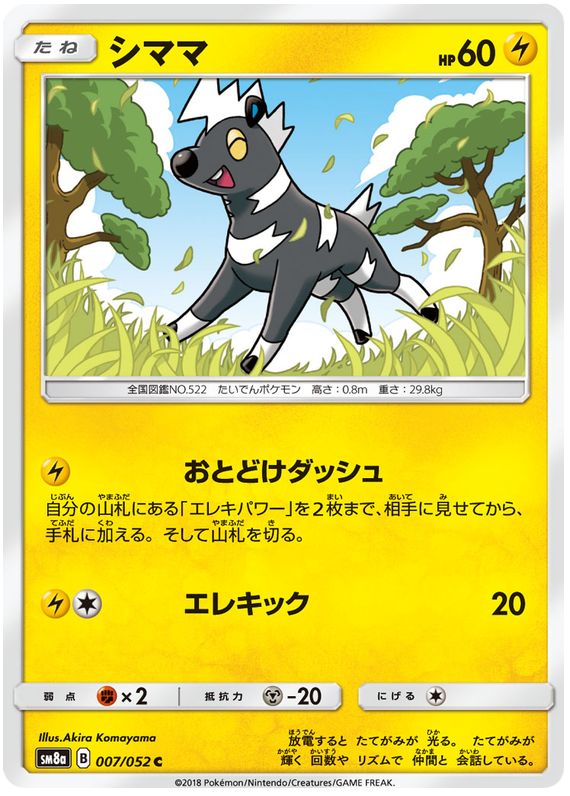 たね シママ HP60
全国図鑑NO.522 たいでんポケモン 高さ:0.8m 重さ:29.8kg
おとどけダッシュ
自分の山札にある「エレキパワー」を2枚まで、相手に見せてから、
手札に加える。そして山札を切る。
エレキック 20
弱点 ×2 抵抗力 -20 にげる
Illus.Akira Komayama
放電すると たてがみが 光る。 たてがみが
輝く 回数や リズムで 仲間と 会話している。
SM8a B 007/052 C
©2018 Pokémon/Nintendo/Creatures/GAME FREAK.